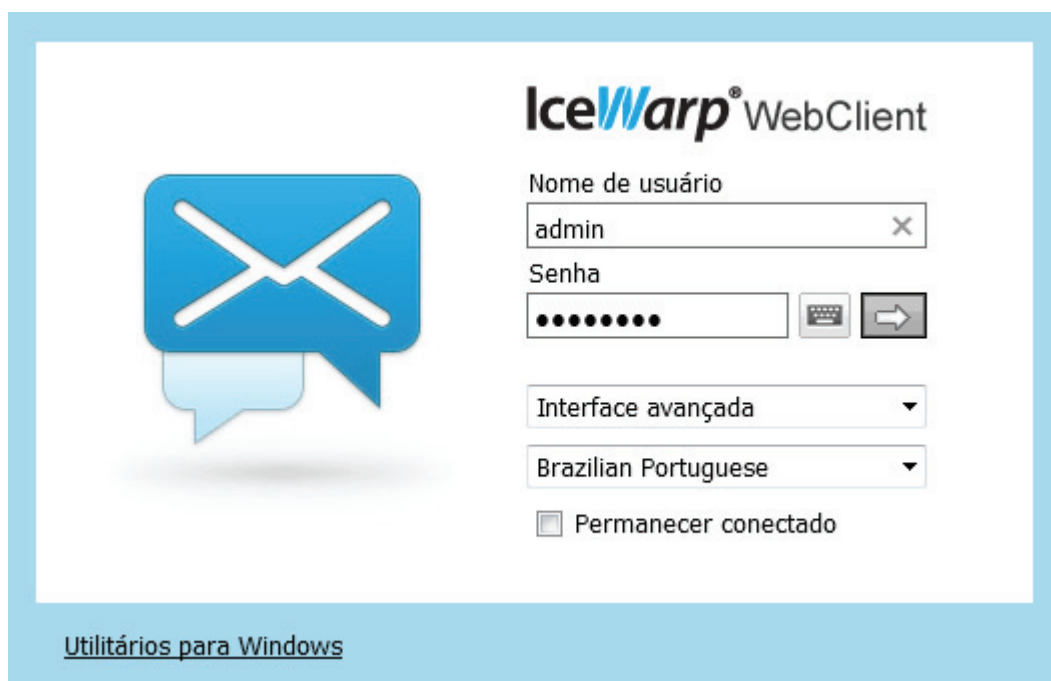 IceWarp® WebClient
Nome de usuário
admin
Senha
••••••••
Interface avançada
Brazilian Portuguese
Permanecer conectado
Utilitários para Windows